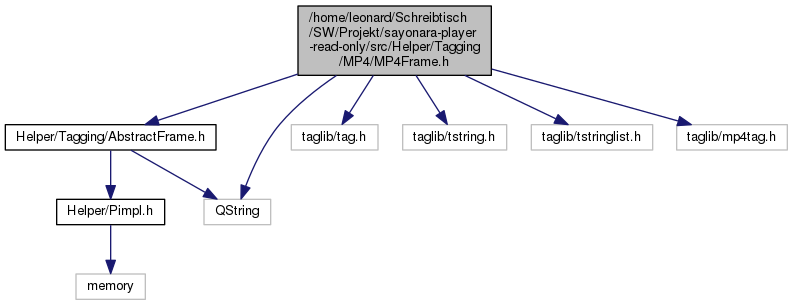 /home/leonard/Schreibtisch
/SW/Projekt/sayonara-player
-read-only/src/Helper/Tagging
/MP4/MP4Frame.h
Helper/Tagging/AbstractFrame.h
taglib/tag.h
taglib/tstring.h
taglib/tstringlist.h
taglib/mp4tag.h
Helper/Pimpl.h
QString
memory